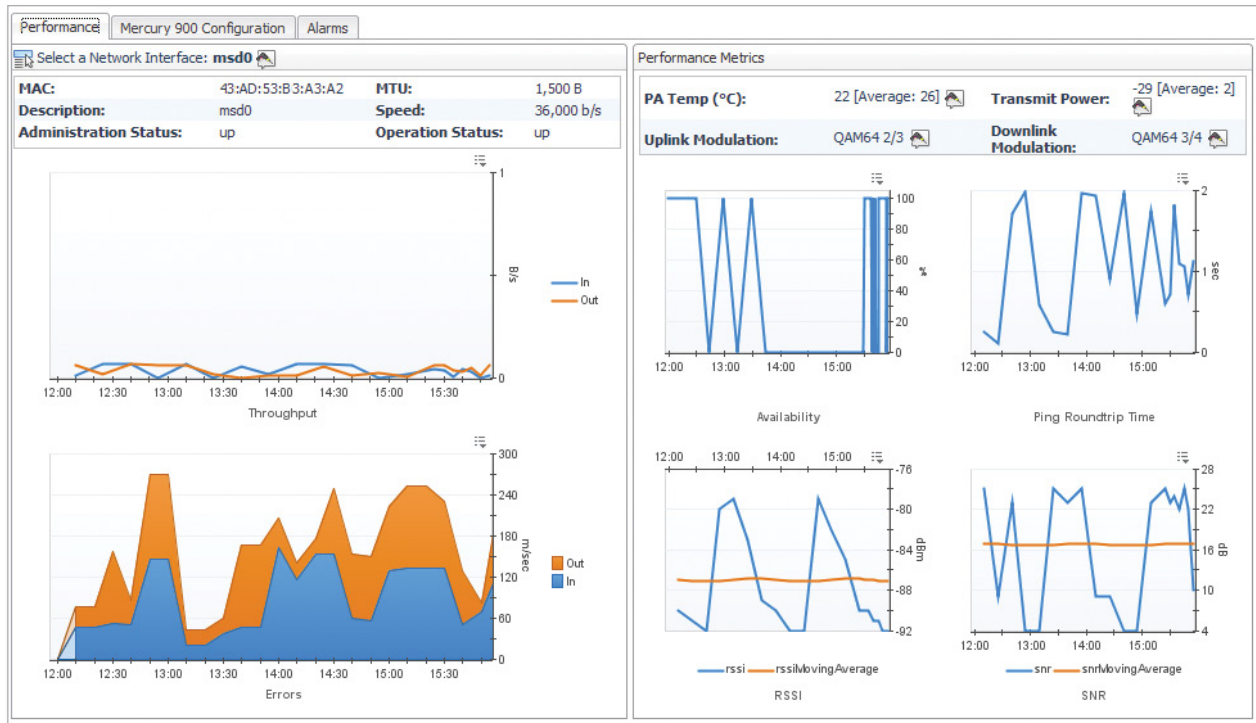 Performance Mercury 900 Configuration Alarms
Select a Network Interface: msd0
MAC: 43:AD:53:B3:A3:A2 MTU: 1,500 B
Description: msd0 Speed: 36,000 b/s
Administration Status: up Operation Status: up
1
B/s
0
In
Out
12:00 12:30 13:00 13:30 14:00 14:30 15:00 15:30
Throughput
300
240
180
m/sec
120
60
0
Out
In
12:00 12:30 13:00 13:30 14:00 14:30 15:00 15:30
Errors
Performance Metrics
PA Temp (°C): 22 [Average: 26] Transmit Power: -29 [Average: 2]
Uplink Modulation: QAM64 2/3 Downlink Modulation: QAM64 3/4
100
80
60
%
40
20
0
12:00 13:00 14:00 15:00
Availability
2
1
sec
0
12:00 13:00 14:00 15:00
Ping Roundtrip Time
12:00 13:00 14:00 15:00
-76
-80
-84
dBm
-88
-92
rssi rssiMovingAverage
RSSI
28
22
16
dB
10
4
12:00 13:00 14:00 15:00
snr snrMovingAverage
SNR